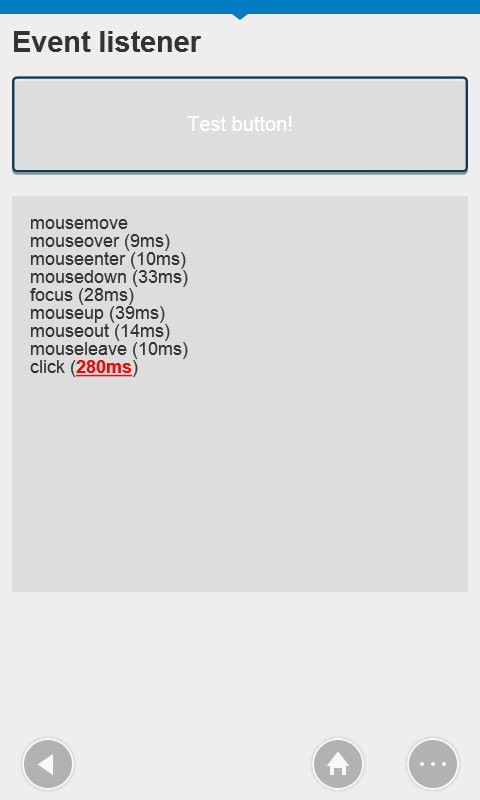 Event listener
Test button!
mousemove
mouseover (9ms)
mouseenter (10ms)
mousedown (33ms)
focus (28ms)
mouseup (39ms)
mouseout (14ms)
mouseleave (10ms)
click (280ms)